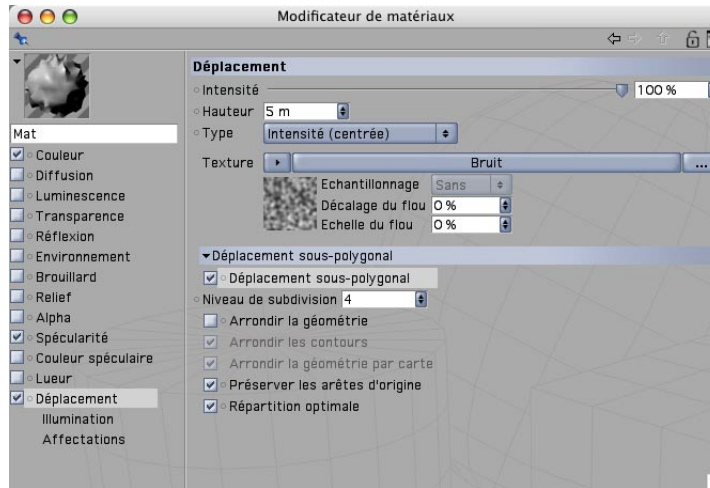 Modificateur de matériaux
Déplacement
Intensité 100 %
Hauteur 5 m
Type Intensité (centrée)
Texture Bruit ...
Echantillonnage Sans
Décalage du flou 0 %
Echelle du flou 0 %
Déplacement sous-polygonal
Déplacement sous-polygonal
Niveau de subdivision 4
Arrondir la géométrie
Arrondir les contours
Arrondir la géométrie par carte
Préserver les arêtes d'origine
Répartition optimale
Mat
Couleur
Diffusion
Luminescence
Transparence
Réflexion
Environnement
Brouillard
Relief
Alpha
Spécularité
Couleur spéculaire
Lueur
Déplacement
Illumination
Affectations